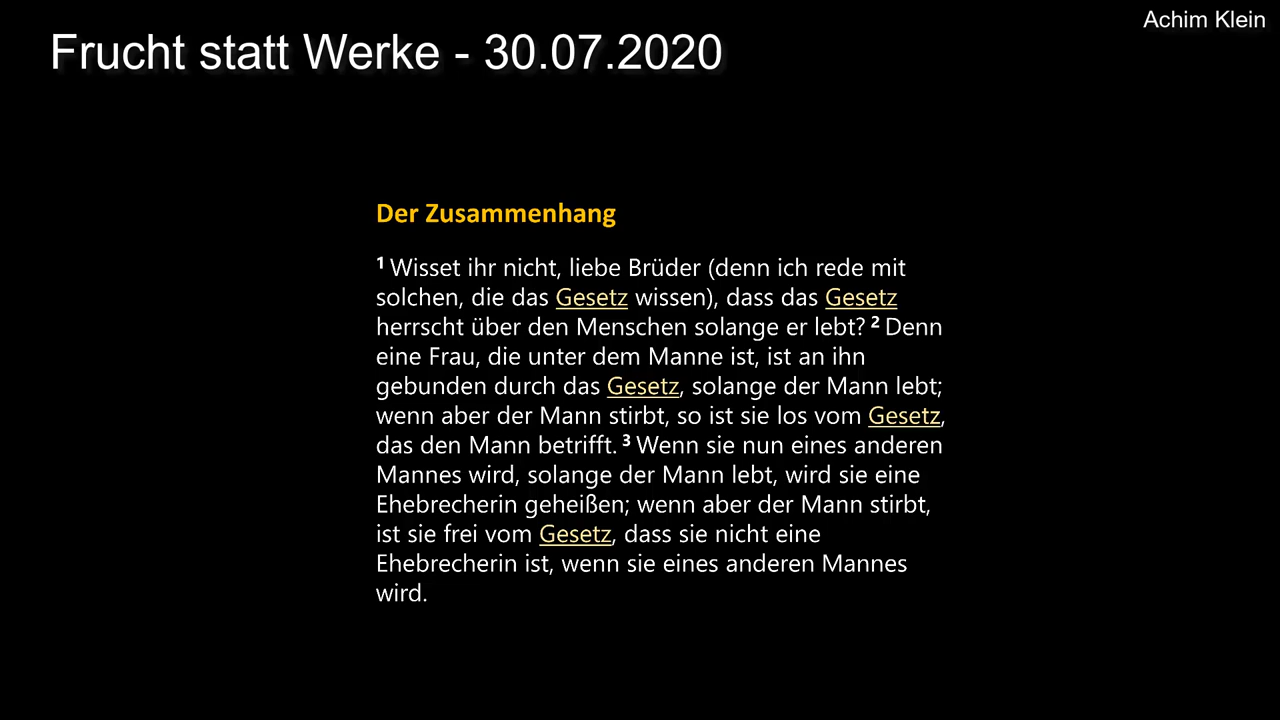 Achim Klein
Frucht statt Werke - 30.07.2020
Der Zusammenhang
1 Wisset ihr nicht, liebe Brüder (denn ich rede mit
solchen, die das Gesetz wissen), dass das Gesetz
herrscht über den Menschen solange er lebt? 2 Denn
eine Frau, die unter dem Manne ist, ist an ihn
gebunden durch das Gesetz, solange der Mann lebt;
wenn aber der Mann stirbt, so ist sie los vom Gesetz,
das den Mann betrifft. 3 Wenn sie nun eines anderen
Mannes wird, solange der Mann lebt, wird sie eine
Ehebrecherin geheißen; wenn aber der Mann stirbt,
ist sie frei vom Gesetz, dass sie nicht eine
Ehebrecherin ist, wenn sie eines anderen Mannes
wird.